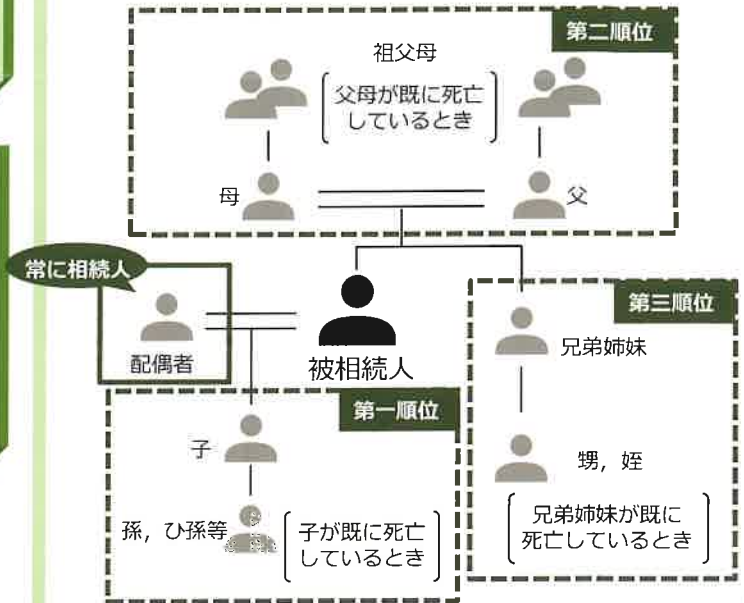 第二順位
祖父母
父母が既に死亡
しているとき
母
父
常に相続人
配偶者
被相続人
第三順位
兄弟姉妹
甥，姪
兄弟姉妹が既に
死亡しているとき
第一順位
子
孫，ひ孫等
子が既に死亡
しているとき